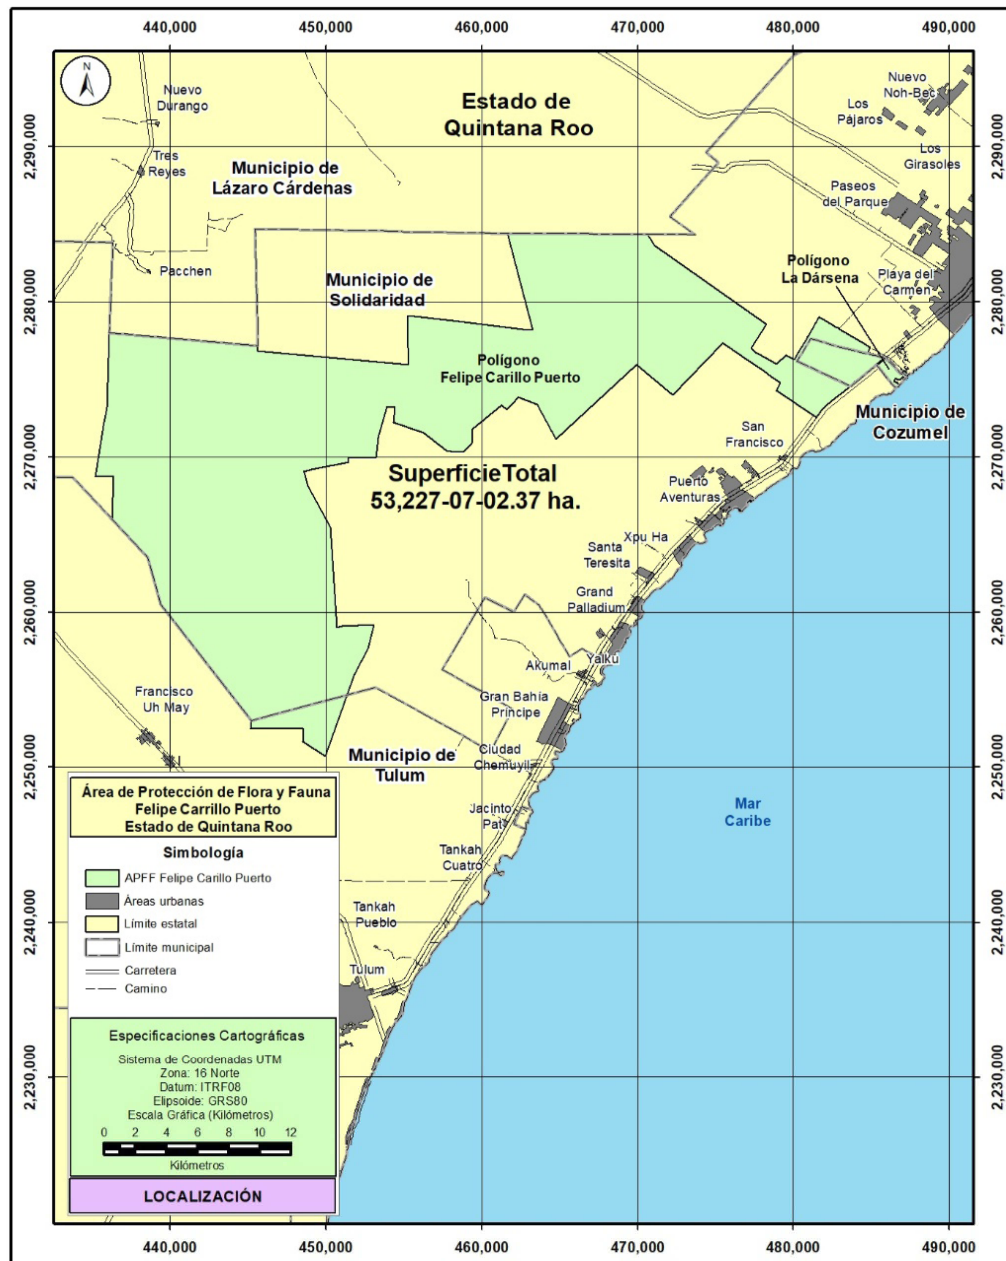 440,000 450,000 460,000 470,000 480,000 490,000
N
Nuevo
Durango
Tres
Reyes
Pacchen
Municipio de
Lázaro Cárdenas
Estado de
Quintana Roo
Nuevo
Noh-Bec
Los
Pájaros
Los
Girasoles
Paseos
del Parque
Polígono
La Dársena
Playa del
Carmen
Municipio de
Solidaridad
Polígono
Felipe Carillo Puerto
Municipio de
Cozumel
San
Francisco
SuperficieTotal
53,227-07-02.37 ha.
Puerto
Aventuras
Xpu Ha
Santa
Teresita
Grand
Palladium
Akumal
Yalkú
Gran Bahía
Príncipe
Francisco
Uh May
Municipio de
Tulum
Ciudad
Chemuyil
Jacinto
Pat
Mar
Caribe
Tankah
Cuatro
Tankah
Pueblo
Tulum
2,290,000
2,280,000
2,270,000
2,260,000
2,250,000
2,240,000
2,230,000
2,290,000
2,280,000
2,270,000
2,260,000
2,250,000
2,240,000
2,230,000
Área de Protección de Flora y Fauna
Felipe Carrillo Puerto
Estado de Quintana Roo
Simbología
APFF Felipe Carillo Puerto
Áreas urbanas
Límite estatal
Límite municipal
Carretera
Camino
Especificaciones Cartográficas
Sistema de Coordenadas UTM
Zona: 16 Norte
Datum: ITRF08
Elipsoide: GRS80
Escala Gráfica (Kilómetros)
0 2 4 6 8 10 12
Kilómetros
LOCALIZACIÓN
440,000 450,000 460,000 470,000 480,000 490,000